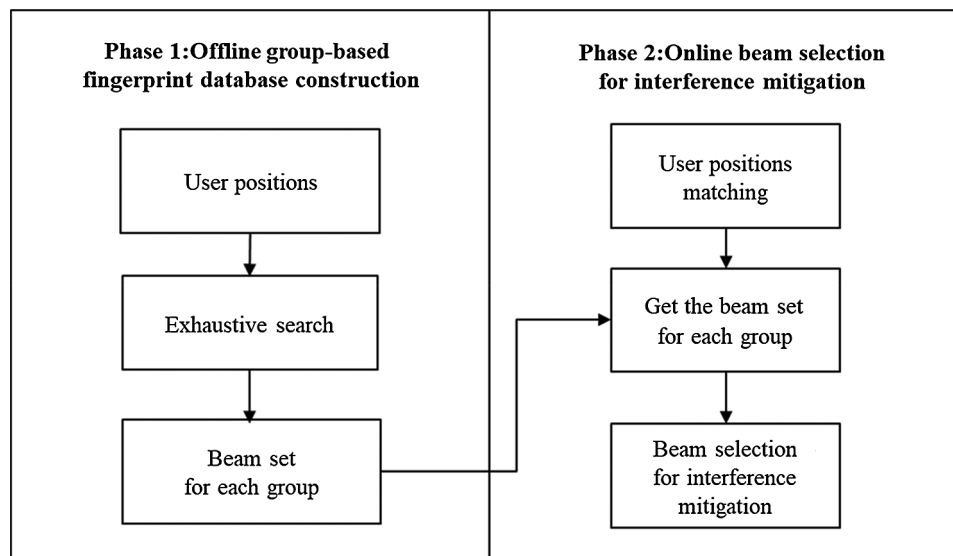 Phase 1:Offline group-based
fingerprint database construction
User positions
Exhaustive search
Beam set
for each group
Phase 2:Online beam selection
for interference mitigation
User positions
matching
Get the beam set
for each group
Beam selection
for interference
mitigation